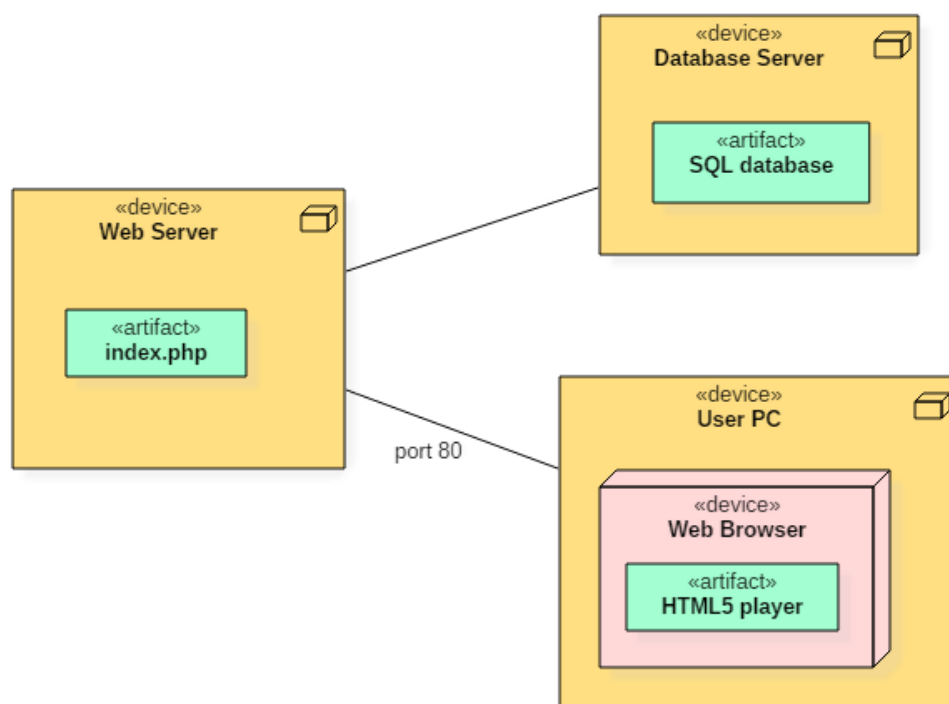 «device»
Database Server
«artifact»
SQL database
«device»
Web Server
«artifact»
index.php
port 80
«device»
User PC
«device»
Web Browser
«artifact»
HTML5 player